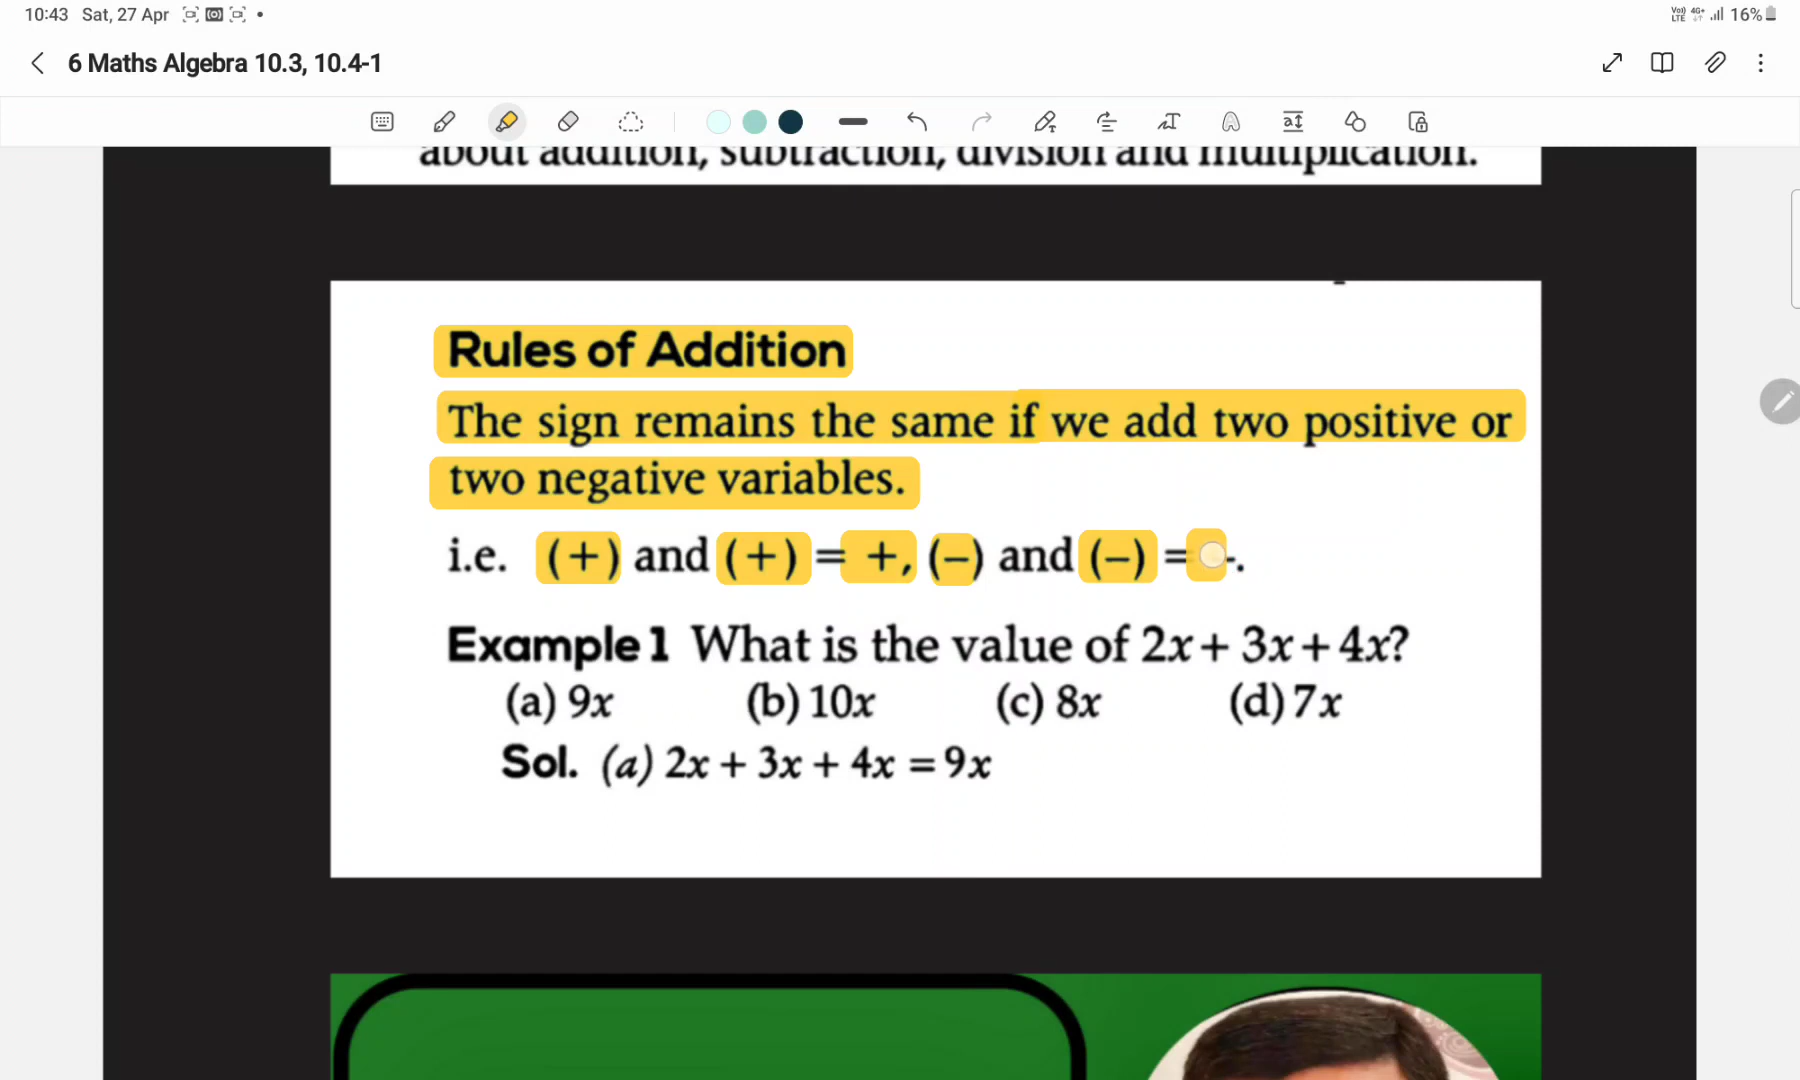 10:43 Sat, 27 Apr
Vo)) LTE 4G+ 16%
6 Maths Algebra 10.3, 10.4-1
about addition, subtraction, division and multiplication.
Rules of Addition
The sign remains the same if we add two positive or
two negative variables.
i.e. (+) and (+) = +, (–) and (–) = –.
Example 1 What is the value of 2x + 3x + 4x?
(a) 9x (b) 10x (c) 8x (d) 7x
Sol. (a) 2x + 3x + 4x = 9x